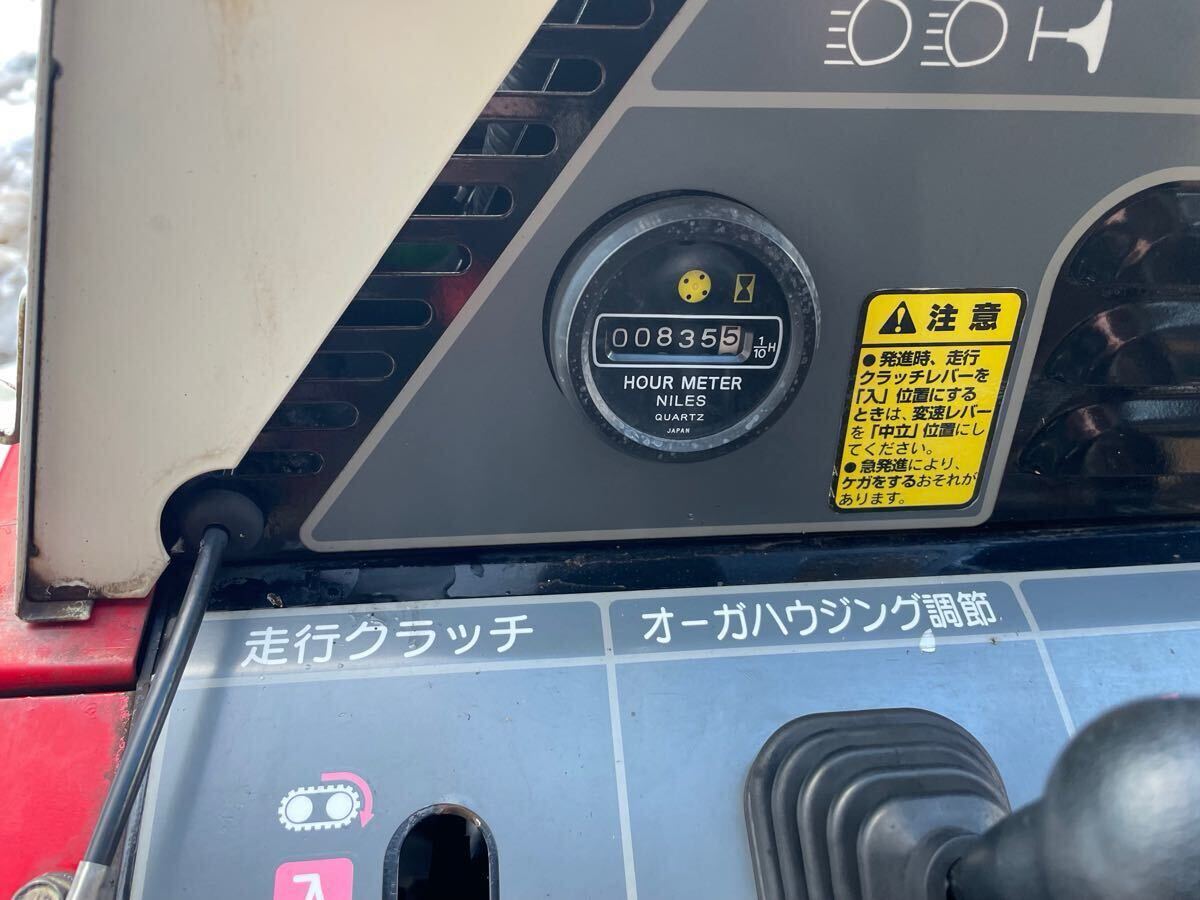 008355
1/10 H
HOUR METER
NILES
QUARTZ
JAPAN
注意
●発進時、走行
クラッチレバーを
「入」位置にする
ときは、変速レバー
を「中立」位置にし
てください。
●急発進により、
ケガをするおそれが
あります。
走行クラッチ
オーガハウジング調節
入